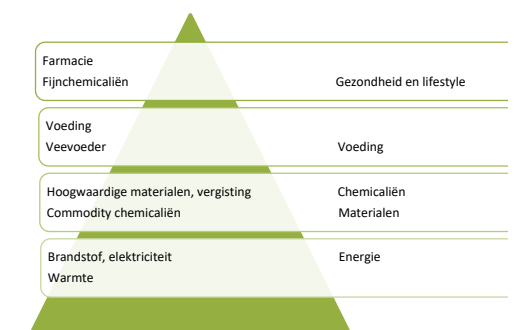 Farmacie
Fijnchemicaliën Gezondheid en lifestyle
Voeding
Veevoeder Voeding
Hoogwaardige materialen, vergisting Chemicaliën
Commodity chemicaliën Materialen
Brandstof, elektriciteit Energie
Warmte